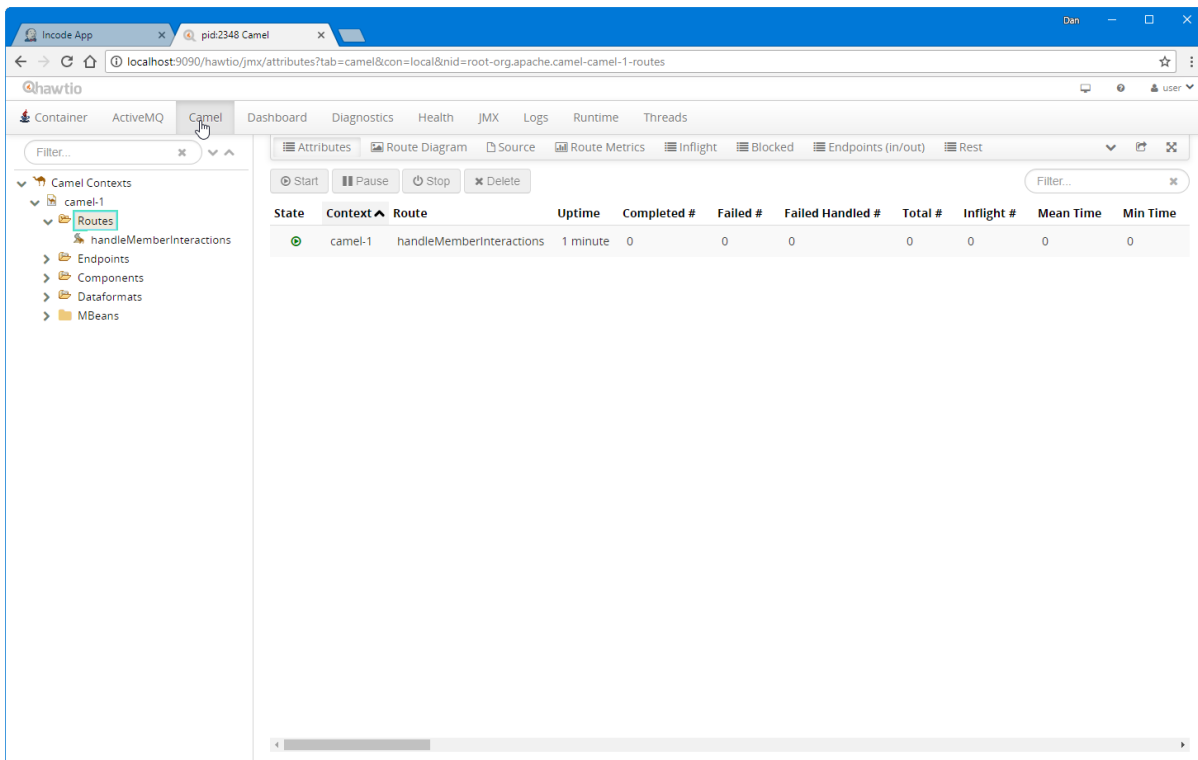 Dan
Incode App
pid:2348 Camel
localhost:9090/hawtio/jmx/attributes?tab=camel&con=local&nid=root-org.apache.camel-camel-1-routes
hawtio
user
Container ActiveMQ Camel Dashboard Diagnostics Health JMX Logs Runtime Threads
Filter...
Attributes Route Diagram Source Route Metrics Inflight Blocked Endpoints (in/out) Rest
Camel Contexts
camel-1
Routes
handleMemberInteractions
Endpoints
Components
Dataformats
MBeans
Start Pause Stop Delete Filter...
State Context Route Uptime Completed # Failed # Failed Handled # Total # Inflight # Mean Time Min Time
camel-1 handleMemberInteractions 1 minute 0 0 0 0 0 0 0